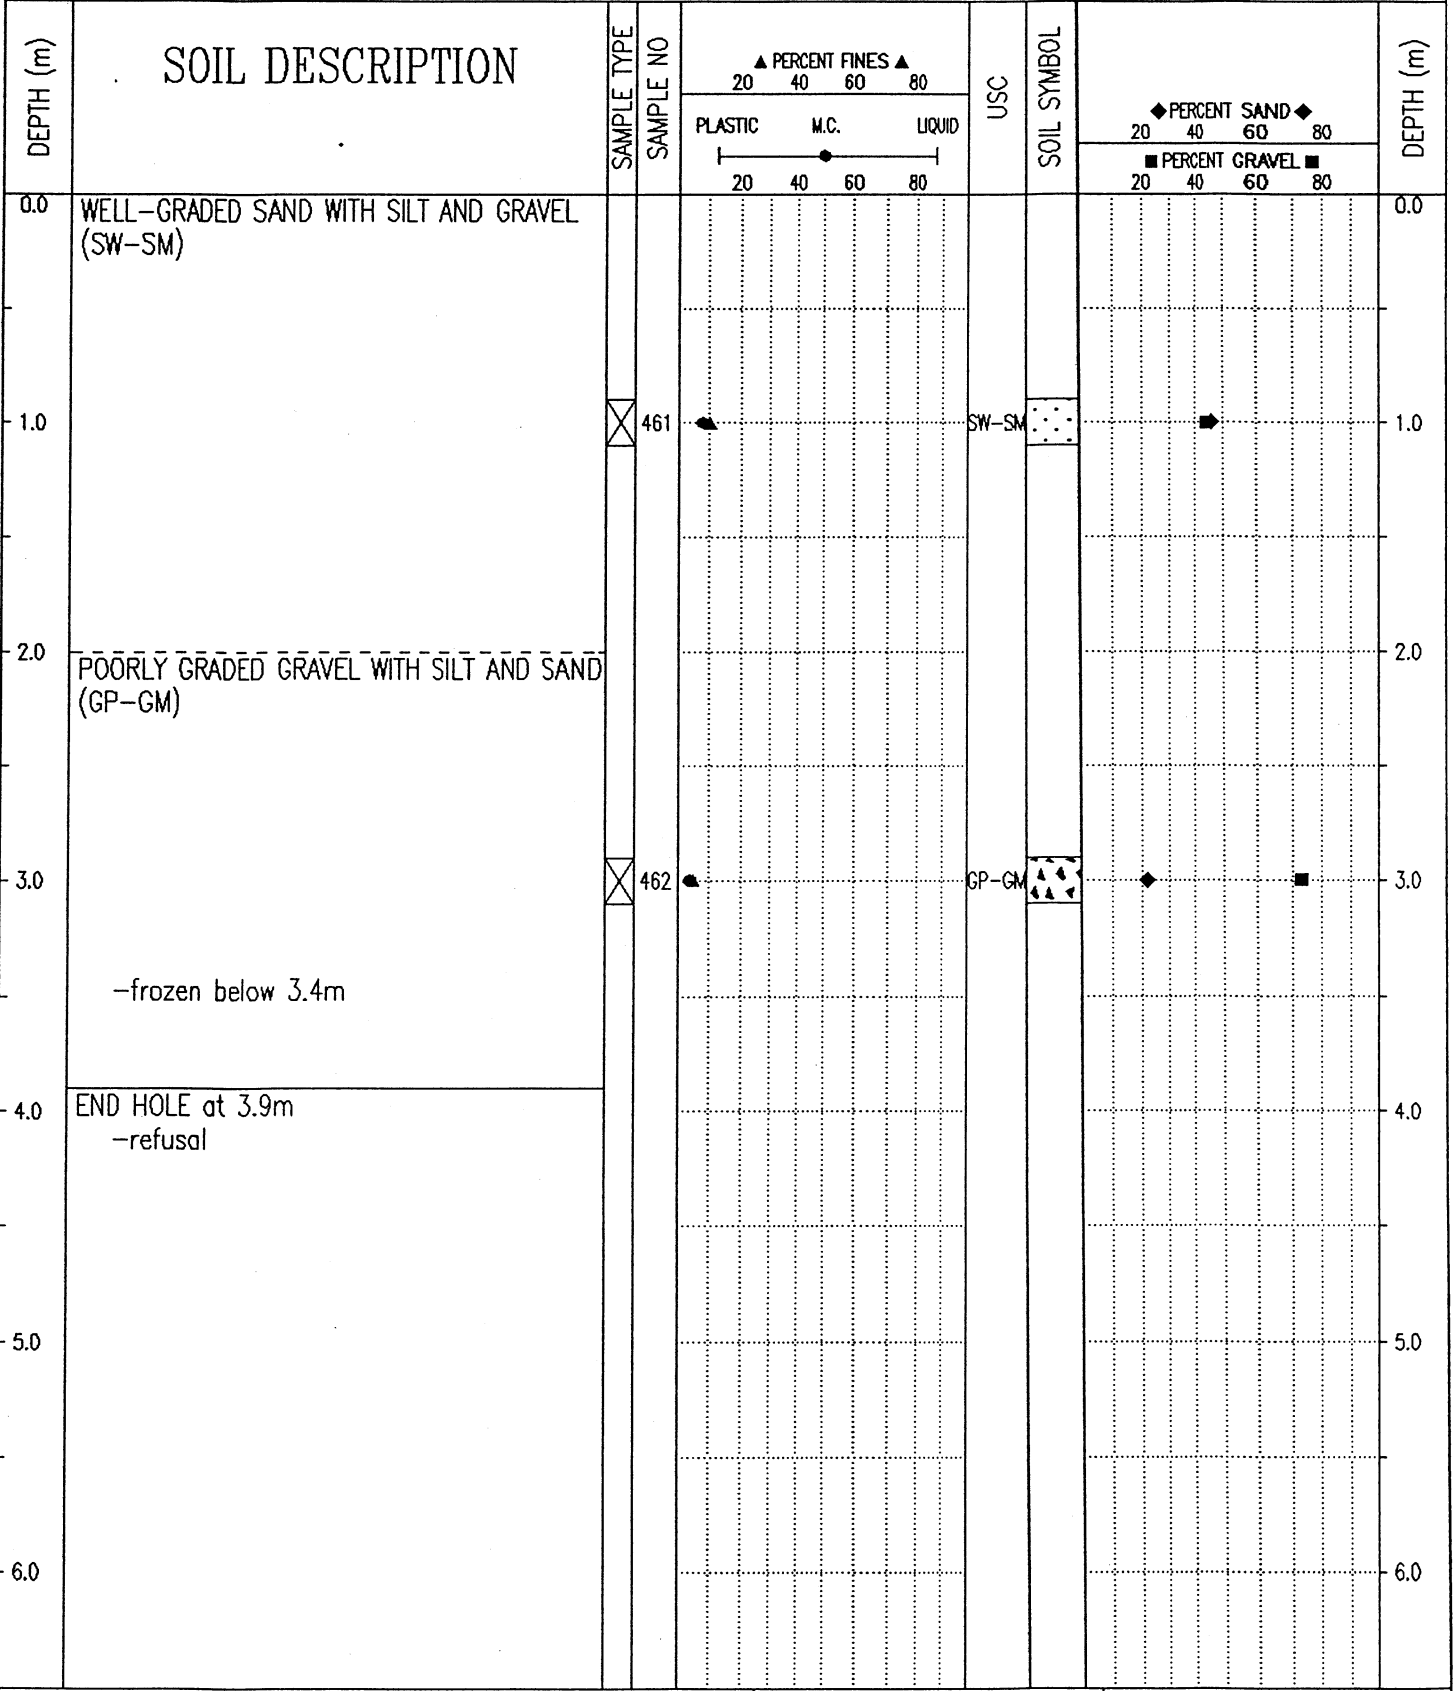 DEPTH (m)
SOIL DESCRIPTION
SAMPLE TYPE
SAMPLE NO
▲ PERCENT FINES ▲
20 40 60 80
PLASTIC M.C. LIQUID
20 40 60 80
USC
SOIL SYMBOL
◆PERCENT SAND◆
20 40 60 80
■PERCENT GRAVEL■
20 40 60 80
DEPTH (m)
0.0 WELL-GRADED SAND WITH SILT AND GRAVEL 0.0
(SW-SM)
1.0 461 SW-SM 1.0
2.0 2.0
POORLY GRADED GRAVEL WITH SILT AND SAND
(GP-GM)
3.0 462 GP-GM 3.0
-frozen below 3.4m
END HOLE at 3.9m
4.0 4.0
-refusal
5.0 5.0
6.0 6.0